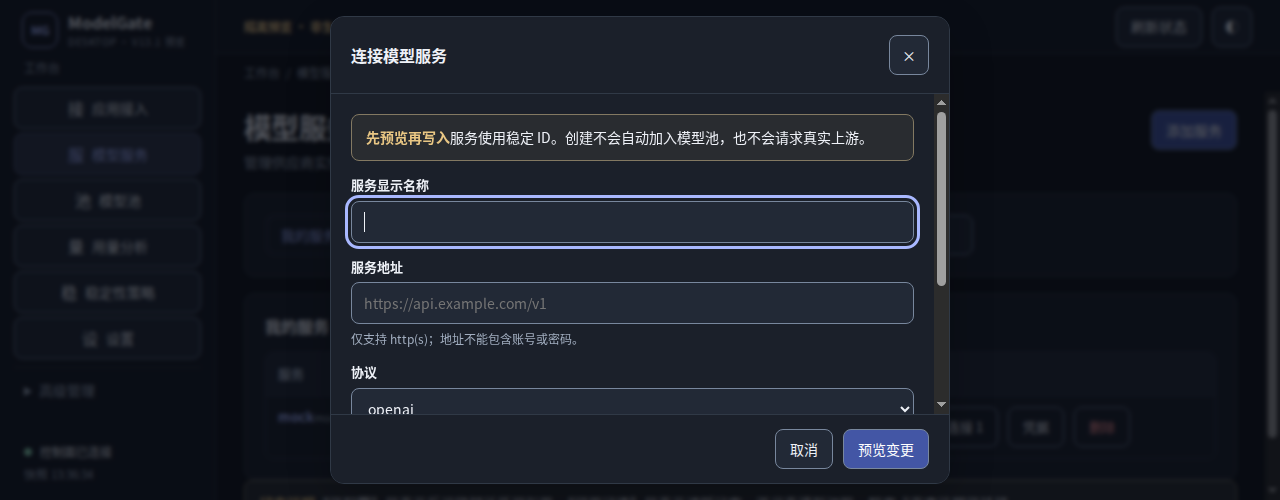 ModelGate
工作台
应用接入
模型服务
模型池
用量分析
稳定性策略
设置
高级管理
刷新状态
添加服务
连接模型服务
×
先预览再写入服务使用稳定 ID。创建不会自动加入模型池，也不会请求真实上游。
服务显示名称
服务地址
https://api.example.com/v1
仅支持 http(s)；地址不能包含账号或密码。
协议
openai
取消
预览变更
我的服务
服务
删除